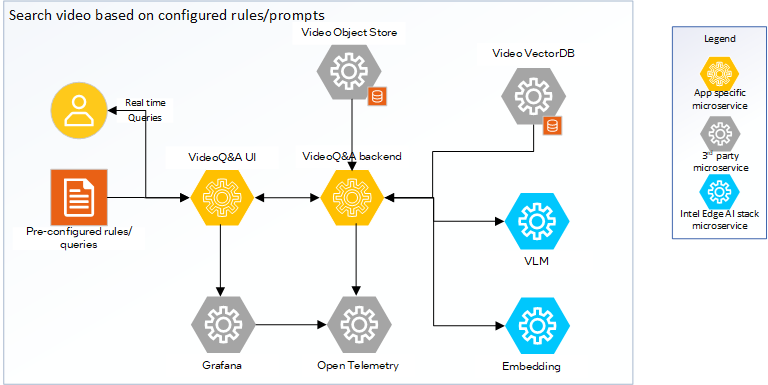 Search video based on configured rules/prompts
Video Object Store
Video VectorDB
Real time
Queries
VideoQ&A UI
VideoQ&A backend
Pre-configured rules/
queries
VLM
Grafana
Open Telemetry
Embedding
Legend
App specific
microservice
3rd party
microservice
Intel Edge AI stack
microservice